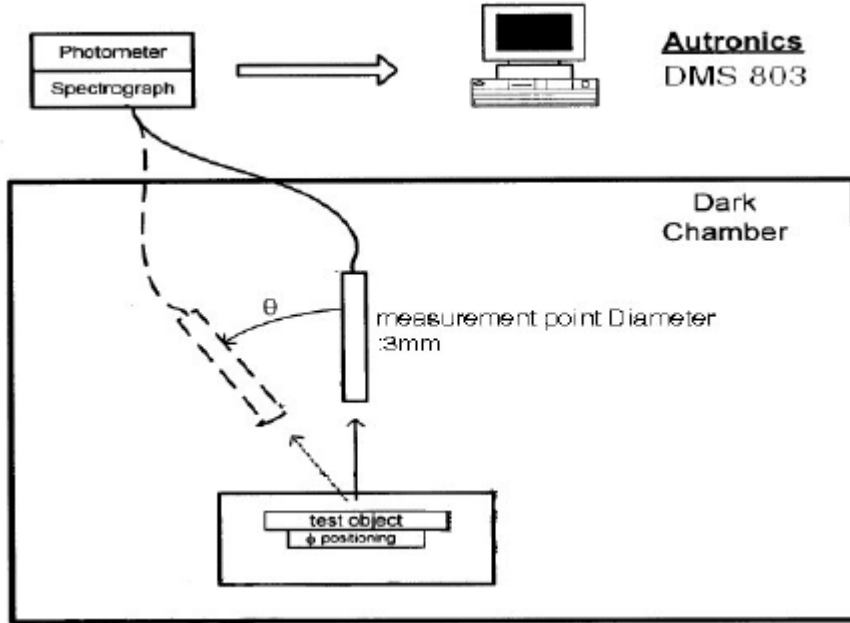 Photometer
Spectrograph
Autronics
DMS 803
Dark
Chamber
θ
measurement point Diameter
:3mm
test object
ϕ positioning